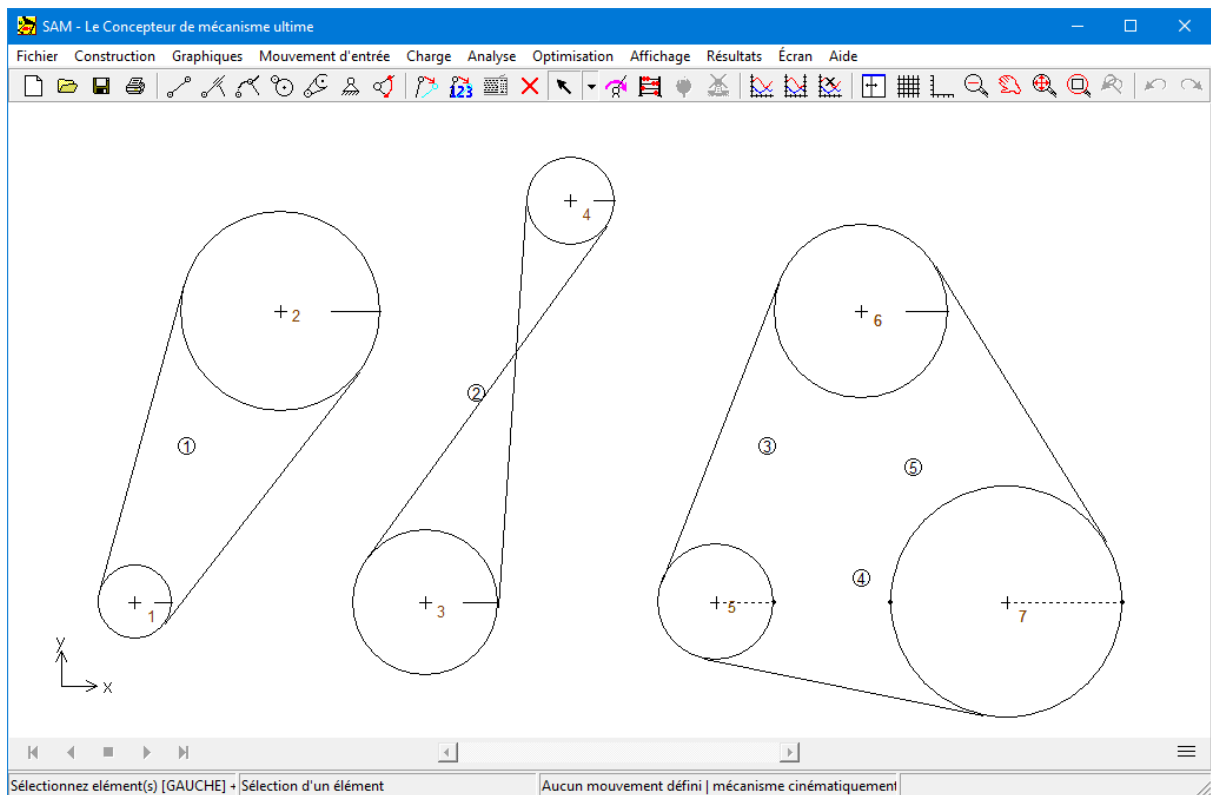 SAM - Le Concepteur de mécanisme ultime
Fichier Construction Graphiques Mouvement d'entrée Charge Analyse Optimisation Affichage Résultats Écran Aide
123
4
2
6
2
1
3
5
4
1
3
5
7
y
x
Sélectionnez elément(s) [GAUCHE] + Sélection d'un élément Aucun mouvement défini | mécanisme cinématiquement